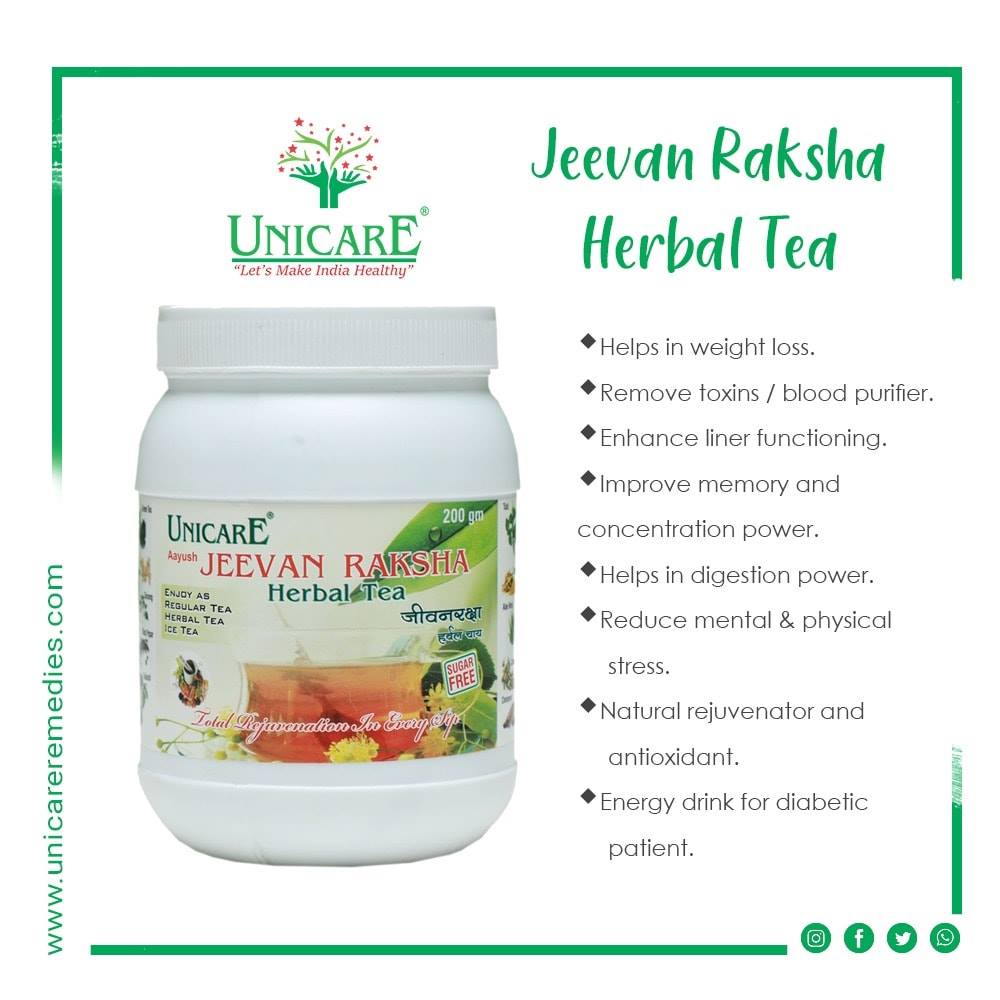 UNICARE®
"Let's Make India Healthy"
Jeevan Raksha
Herbal Tea
◆Helps in weight loss.
◆Remove toxins / blood purifier.
◆Enhance liner functioning.
◆Improve memory and
concentration power.
◆Helps in digestion power.
◆Reduce mental & physical
stress.
◆Natural rejuvenator and
antioxidant.
◆Energy drink for diabetic
patient.
200 gm
UNICARE®
Aayush JEEVAN RAKSHA
Herbal Tea
ENJOY AS
REGULAR TEA
HERBAL TEA
ICE TEA
जीवनरक्षा
हर्बल चाय
SUGAR
FREE
Total Rejuvenation In Every Sip
www.unicareremedies.com